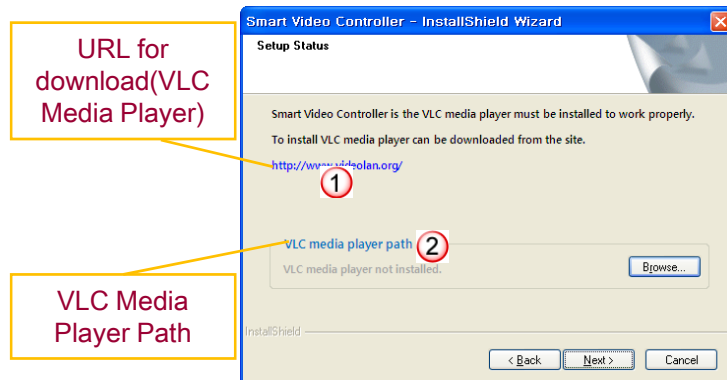 URL for
download(VLC
Media Player)
VLC Media
Player Path
Smart Video Controller - InstallShield Wizard
Setup Status
Smart Video Controller is the VLC media player must be installed to work properly.
To install VLC media player can be downloaded from the site.
http://www.videolan.org/
1
VLC media player path 2
VLC media player not installed.
Browse...
InstallShield
< Back Next > Cancel